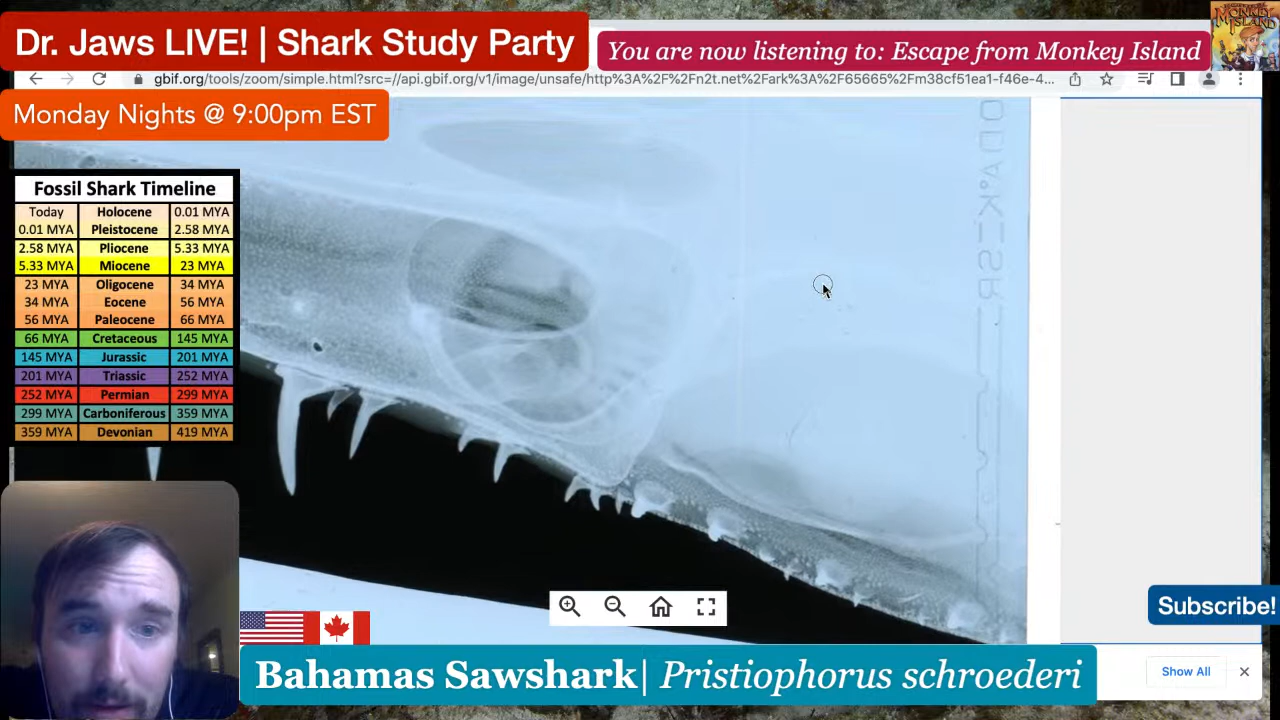 Dr. Jaws LIVE! | Shark Study Party
You are now listening to: Escape from Monkey Island
MONKEY
ISLAND
gbif.org/tools/zoom/simple.html?src=//api.gbif.org/v1/image/unsafe/http%3A%2F%2Fn2t.net%2Fark%3A%2F65665%2Fm38cf51ea1-f46e-4...
Monday Nights @ 9:00pm EST
Fossil Shark Timeline
Today Holocene 0.01 MYA
0.01 MYA Pleistocene 2.58 MYA
2.58 MYA Pliocene 5.33 MYA
5.33 MYA Miocene 23 MYA
23 MYA Oligocene 34 MYA
34 MYA Eocene 56 MYA
56 MYA Paleocene 66 MYA
66 MYA Cretaceous 145 MYA
145 MYA Jurassic 201 MYA
201 MYA Triassic 252 MYA
252 MYA Permian 299 MYA
299 MYA Carboniferous 359 MYA
359 MYA Devonian 419 MYA
Subscribe!
Bahamas Sawshark| Pristiophorus schroederi
Show All